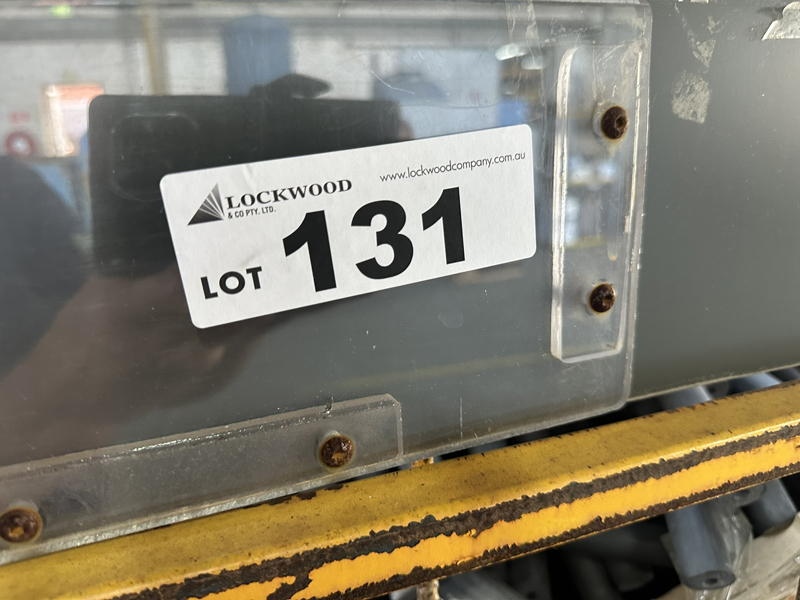 www.lockwoodcompany.com.au
LOCKWOOD
& CO PTY. LTD.
LOT 131